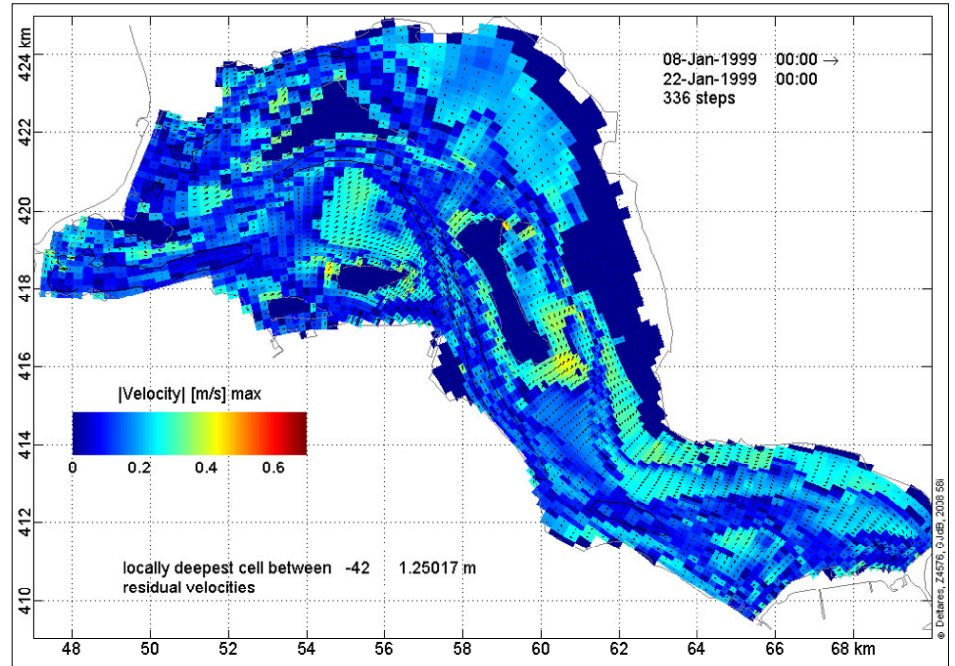 424 km
422
420
418
416
414
412
410
08-Jan-1999 00:00 →
22-Jan-1999 00:00
336 steps
|Velocity| [m/s] max
0 0.2 0.4 0.6
locally deepest cell between -42 1.25017 m
residual velocities
48 50 52 54 56 58 60 62 64 66 68 km
© Deltares, Z4576, GJdB, 2008 58i